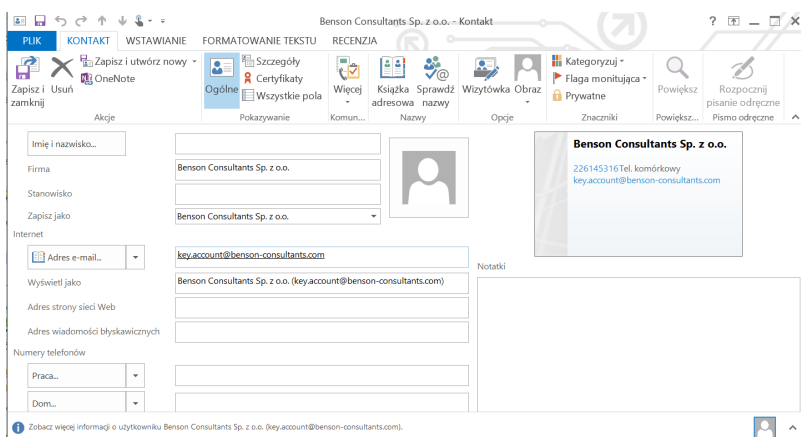 Benson Consultants Sp. z o.o. - Kontakt
PLIK KONTAKT WSTAWIANIE FORMATOWANIE TEKSTU RECENZJA
Zapisz i zamknij
Usuń
Zapisz i utwórz nowy
OneNote
Akcje
Ogólne
Szczegóły
Certyfikaty
Wszystkie pola
Pokazywanie
Więcej
Komun...
Książka adresowa
Sprawdź nazwy
Nazwy
Wizytówka
Obraz
Opcje
Kategoryzuj
Flaga monitująca
Prywatne
Znaczniki
Powiększ
Powiększ...
Rozpocznij pisanie odręczne
Pismo odręczne
Imię i nazwisko...
Firma
Benson Consultants Sp. z o.o.
Stanowisko
Zapisz jako
Benson Consultants Sp. z o.o.
Internet
Adres e-mail...
key.account@benson-consultants.com
Wyświetl jako
Benson Consultants Sp. z o.o. (key.account@benson-consultants.com)
Adres strony sieci Web
Adres wiadomości błyskawicznych
Numery telefonów
Praca...
Dom...
Benson Consultants Sp. z o.o.
226145316Tel. komórkowy
key.account@benson-consultants.com
Notatki
Zobacz więcej informacji o użytkowniku Benson Consultants Sp. z o.o. (key.account@benson-consultants.com).